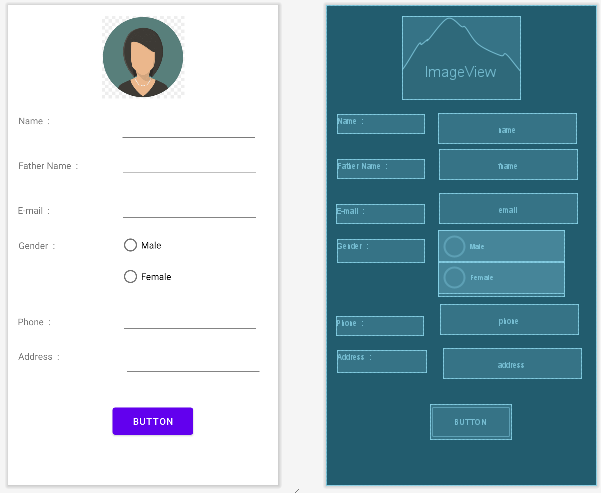 Name :
Father Name :
E-mail :
Gender :
Male
Female
Phone :
Address :
BUTTON
ImageView
Name :
name
Father Name :
fname
E-mail :
email
Gender :
Male
Female
Phone :
phone
Address :
address
BUTTON